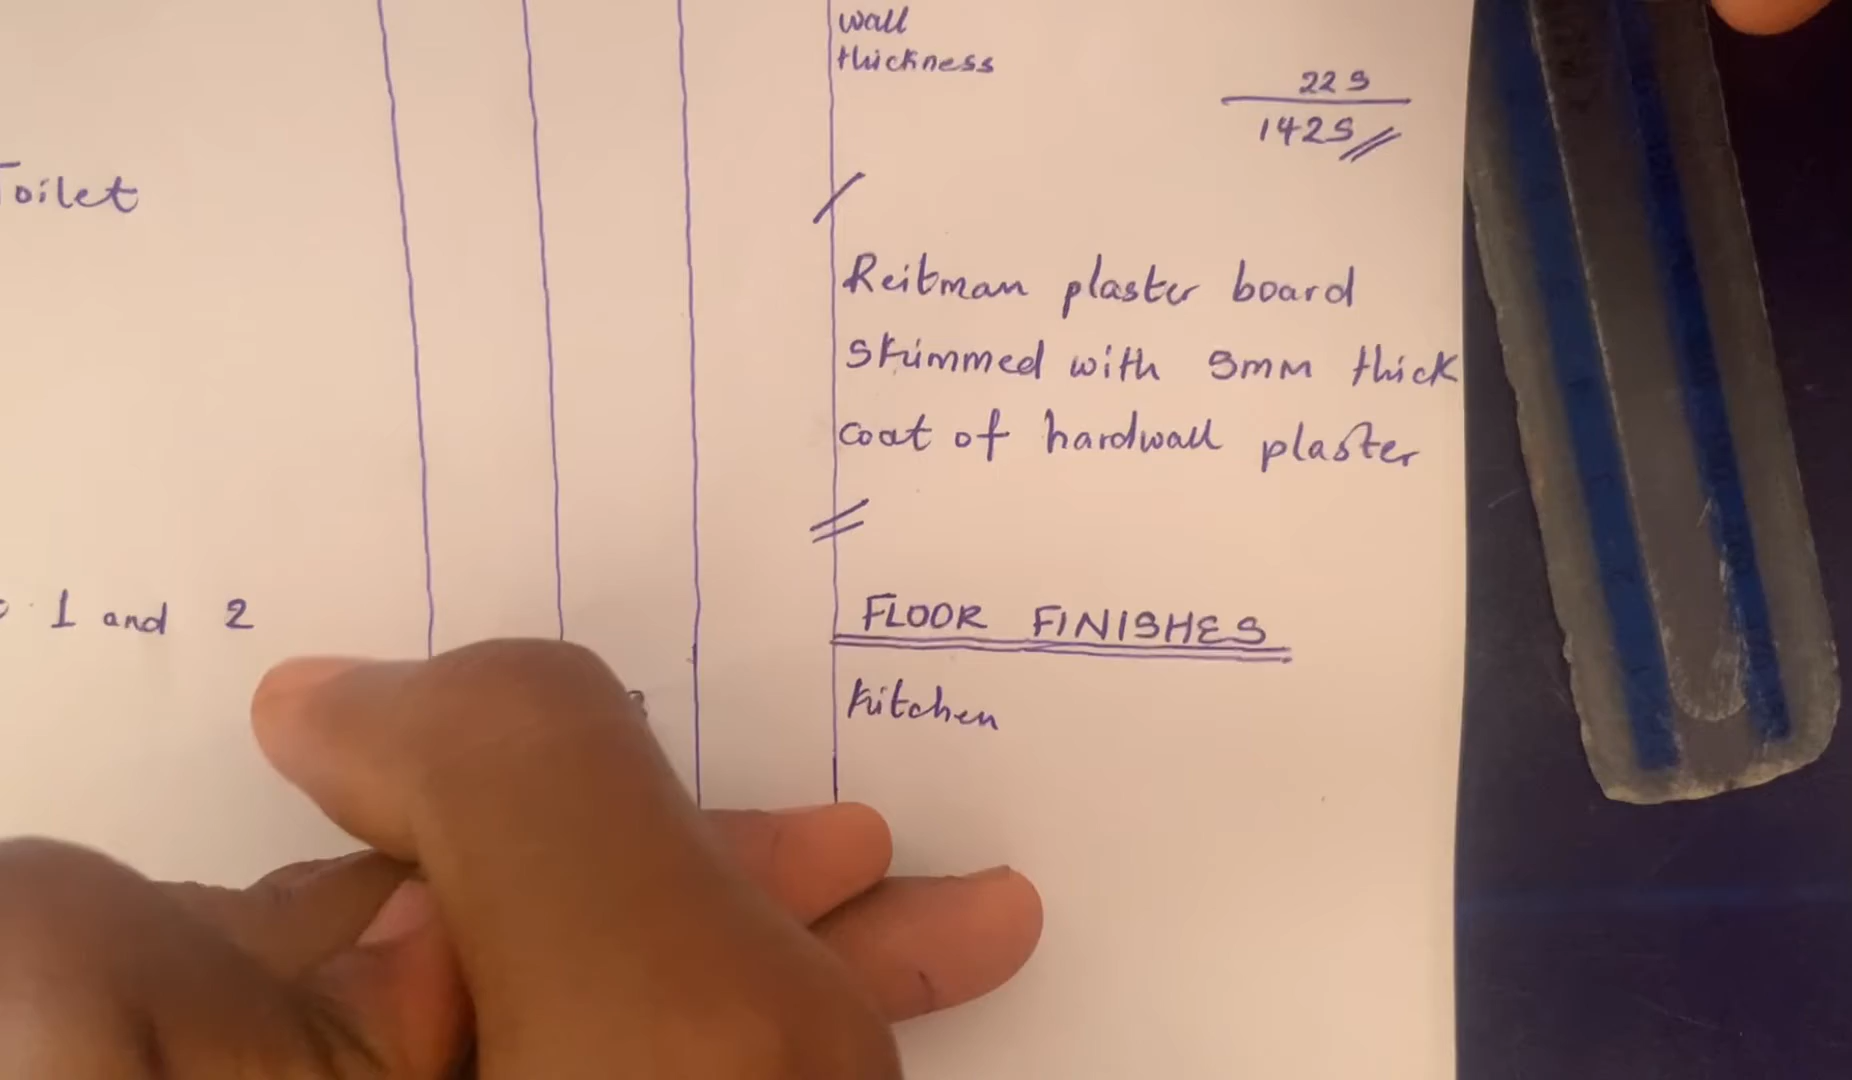 wall
thickness
225
1425
Toilet
Reitman plaster board
skimmed with 5mm thick
coat of hardwall plaster
1 and 2
FLOOR FINISHES
Kitchen